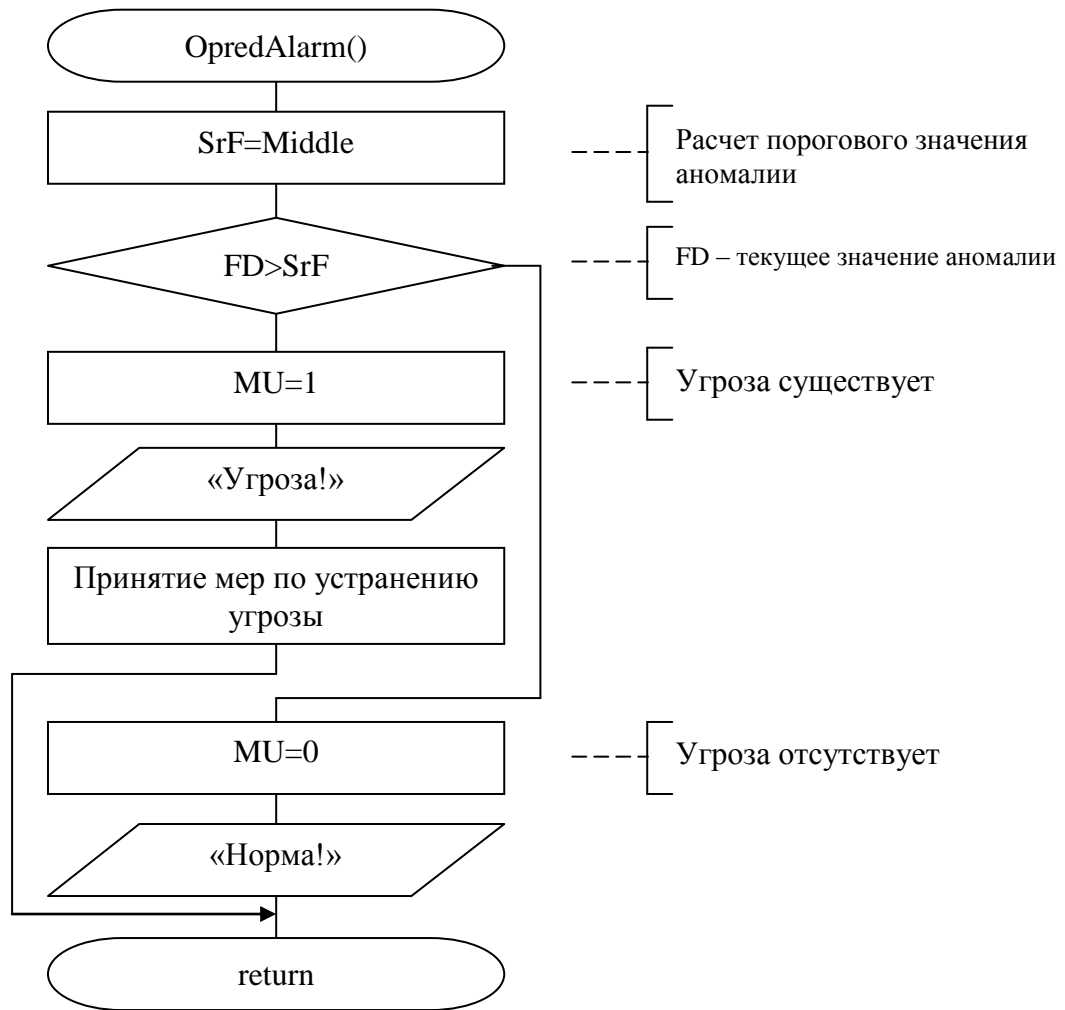 OpredAlarm()
SrF=Middle
Расчет порогового значения
аномалии
FD>SrF
FD – текущее значение аномалии
MU=1
Угроза существует
«Угроза!»
Принятие мер по устранению
угрозы
MU=0
Угроза отсутствует
«Норма!»
return